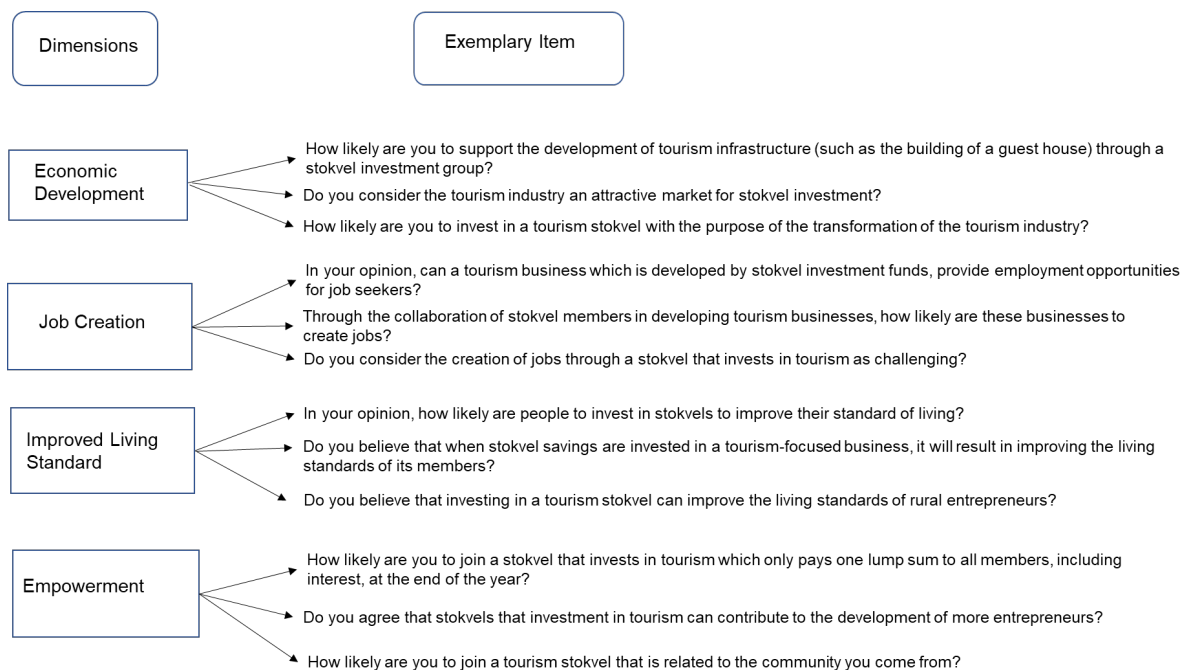 Dimensions
Exemplary Item
Economic
Development
How likely are you to support the development of tourism infrastructure (such as the building of a guest house) through a
stokvel investment group?
Do you consider the tourism industry an attractive market for stokvel investment?
How likely are you to invest in a tourism stokvel with the purpose of the transformation of the tourism industry?
Job Creation
In your opinion, can a tourism business which is developed by stokvel investment funds, provide employment opportunities
for job seekers?
Through the collaboration of stokvel members in developing tourism businesses, how likely are these businesses to
create jobs?
Do you consider the creation of jobs through a stokvel that invests in tourism as challenging?
Improved Living
Standard
In your opinion, how likely are people to invest in stokvels to improve their standard of living?
Do you believe that when stokvel savings are invested in a tourism-focused business, it will result in improving the living
standards of its members?
Do you believe that investing in a tourism stokvel can improve the living standards of rural entrepreneurs?
Empowerment
How likely are you to join a stokvel that invests in tourism which only pays one lump sum to all members, including
interest, at the end of the year?
Do you agree that stokvels that investment in tourism can contribute to the development of more entrepreneurs?
How likely are you to join a tourism stokvel that is related to the community you come from?